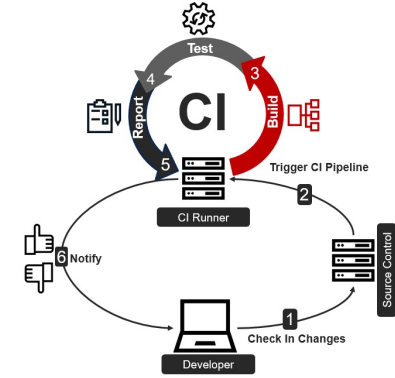 Test
4
3
Report
CI
Build
5
Trigger CI Pipeline
2
CI Runner
Source Control
6 Notify
1
Check In Changes
Developer